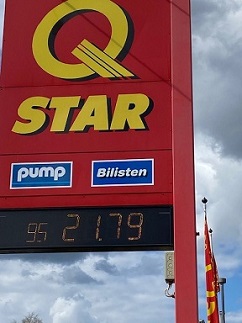 Q
STAR
pump Bilisten
95 21.79